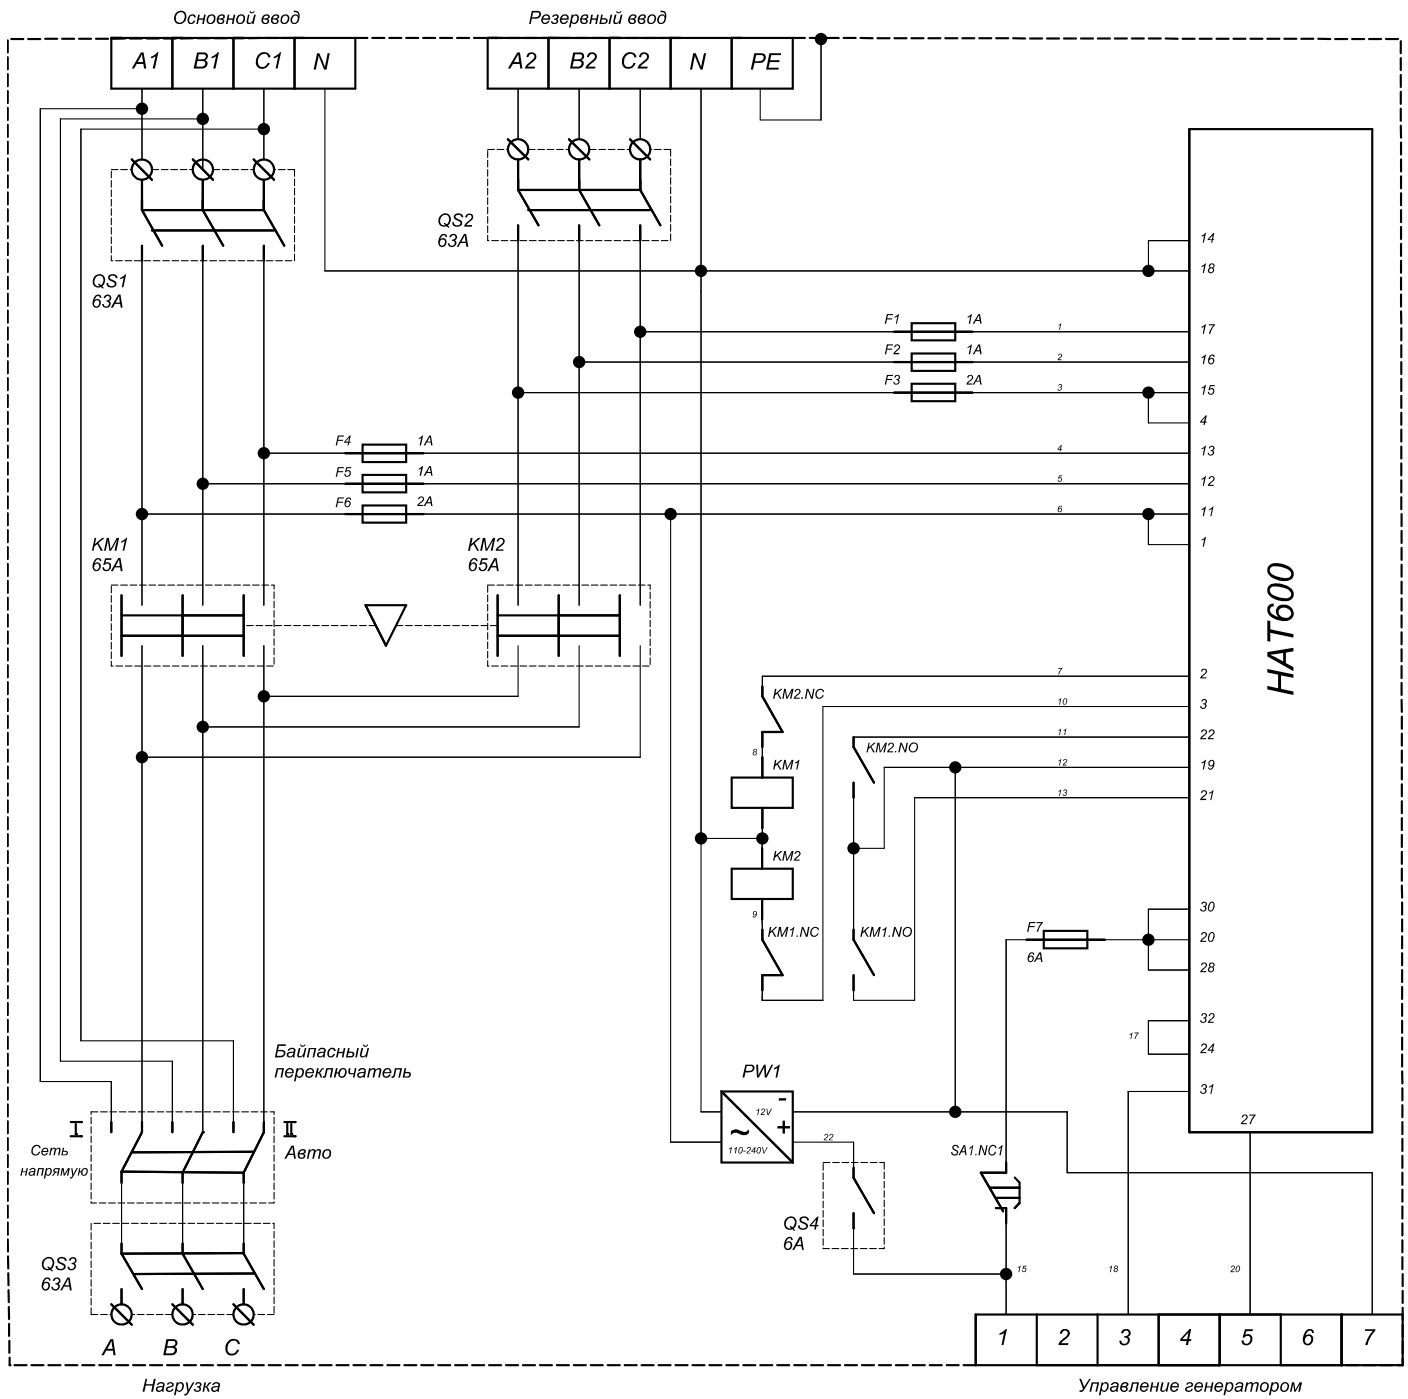 Основной ввод
Резервный ввод
A1 B1 C1 N
A2 B2 C2 N PE
QS1
63A
QS2
63A
14
18
F1 1A 1 17
F2 1A 2 16
F3 2A 3 15
4
F4 1A 4 13
F5 1A 5 12
F6 2A 6 11
1
KM1
65A
KM2
65A
HAT600
7 2
KM2.NC
10 3
11 22
KM2.NO
8
KM1
12 19
13 21
KM2
9
KM1.NC
KM1.NO
30
F7 20
6A
28
32
17
24
31
27
Байпасный
переключатель
I
II
Сеть
напрямую
Авто
PW1
12V
-
+
~
110-240V
22
SA1.NC1
QS4
6A
15
18
20
QS3
63A
A B C
Нагрузка
1 2 3 4 5 6 7
Управление генератором